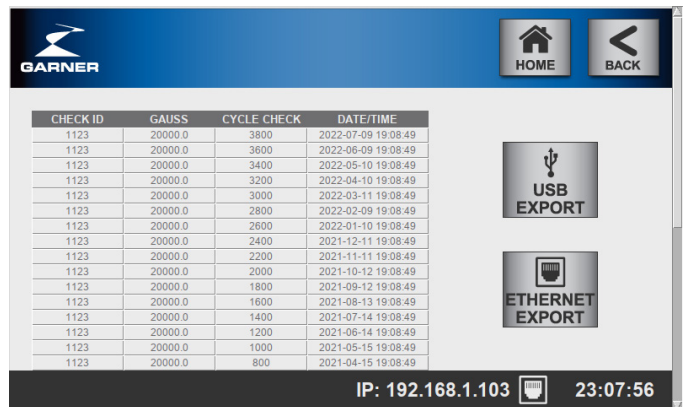 GARNER
HOME
BACK
CHECK ID GAUSS CYCLE CHECK DATE/TIME
1123 20000.0 3800 2022-07-09 19:08:49
1123 20000.0 3600 2022-06-09 19:08:49
1123 20000.0 3400 2022-05-10 19:08:49
1123 20000.0 3200 2022-04-10 19:08:49
1123 20000.0 3000 2022-03-11 19:08:49
1123 20000.0 2800 2022-02-09 19:08:49
1123 20000.0 2600 2022-01-10 19:08:49
1123 20000.0 2400 2021-12-11 19:08:49
1123 20000.0 2200 2021-11-11 19:08:49
1123 20000.0 2000 2021-10-12 19:08:49
1123 20000.0 1800 2021-09-12 19:08:49
1123 20000.0 1600 2021-08-13 19:08:49
1123 20000.0 1400 2021-07-14 19:08:49
1123 20000.0 1200 2021-06-14 19:08:49
1123 20000.0 1000 2021-05-15 19:08:49
1123 20000.0 800 2021-04-15 19:08:49
USB
EXPORT
ETHERNET
EXPORT
IP: 192.168.1.103 23:07:56